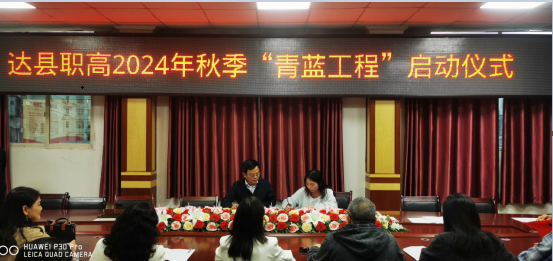 达县职高2024年秋季“青蓝工程”启动仪式
HUAWEI P30 Pro
LEICA QUAD CAMERA